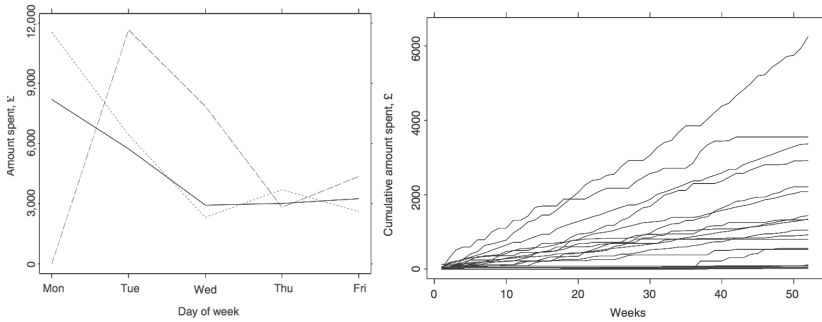 12,000
9,000
6,000
3,000
0
Amount spent, £
Mon Tue Wed Thu Fri
Day of week
6000
4000
2000
0
Cumulative amount spent, £
0 10 20 30 40 50
Weeks